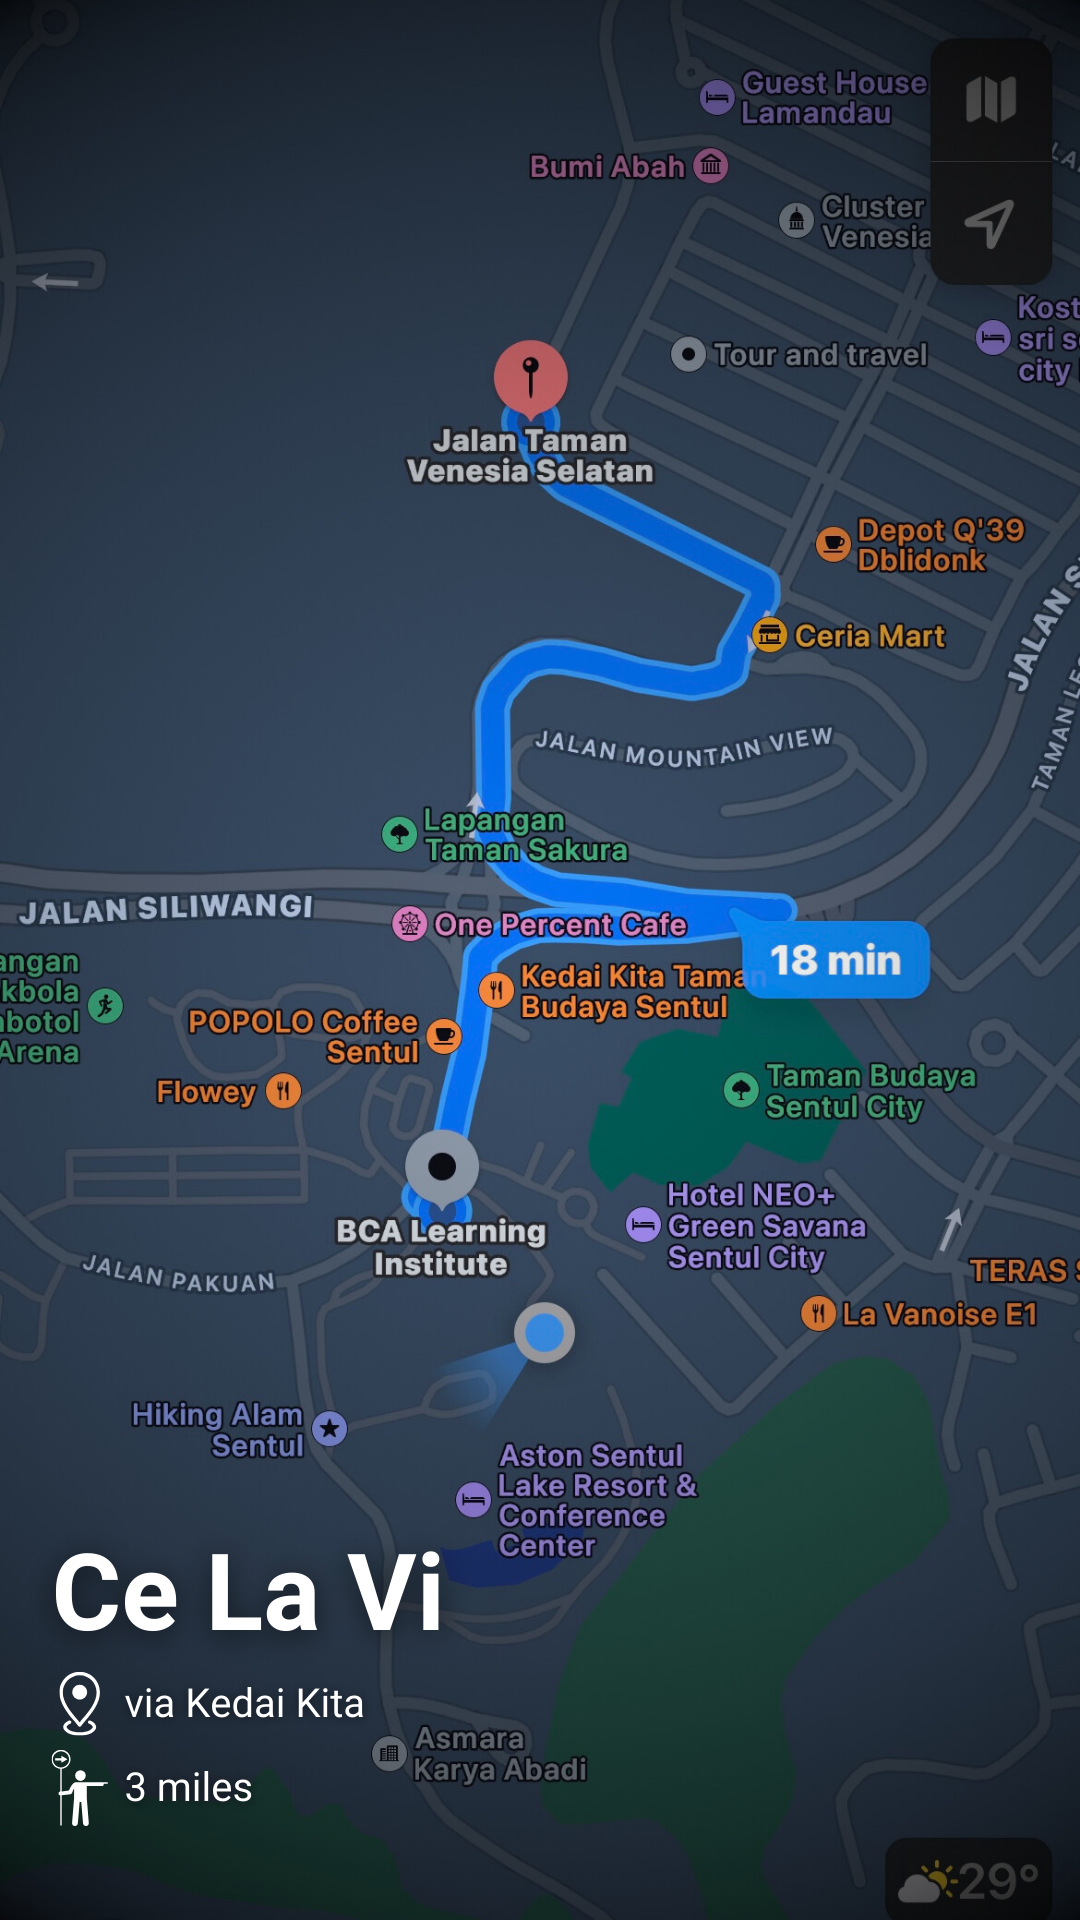 Guest House
Lamandau
Bumi Abah
Cluster
Venesia
Kost
sri s
city
Tour and travel
Jalan Taman
Venesia Selatan
Depot Q'39
Dblidonk
JALAN S
Ceria Mart
TAMAN LE
JALAN MOUNTAIN VIEW
Lapangan
Taman Sakura
JALAN SILIWANGI
One Percent Cafe
18 min
angan
kbola
abotol
Arena
Kedai Kita Taman
Budaya Sentul
POPOLO Coffee
Sentul
Flowey
Taman Budaya
Sentul City
Hotel NEO+
Green Savana
Sentul City
BCA Learning
Institute
JALAN PAKUAN
TERAS S
La Vanoise E1
Hiking Alam
Sentul
Aston Sentul
Lake Resort &
Conference
Center
Ce La Vi
via Kedai Kita
Asmara
Karya Abadi
3 miles
29°